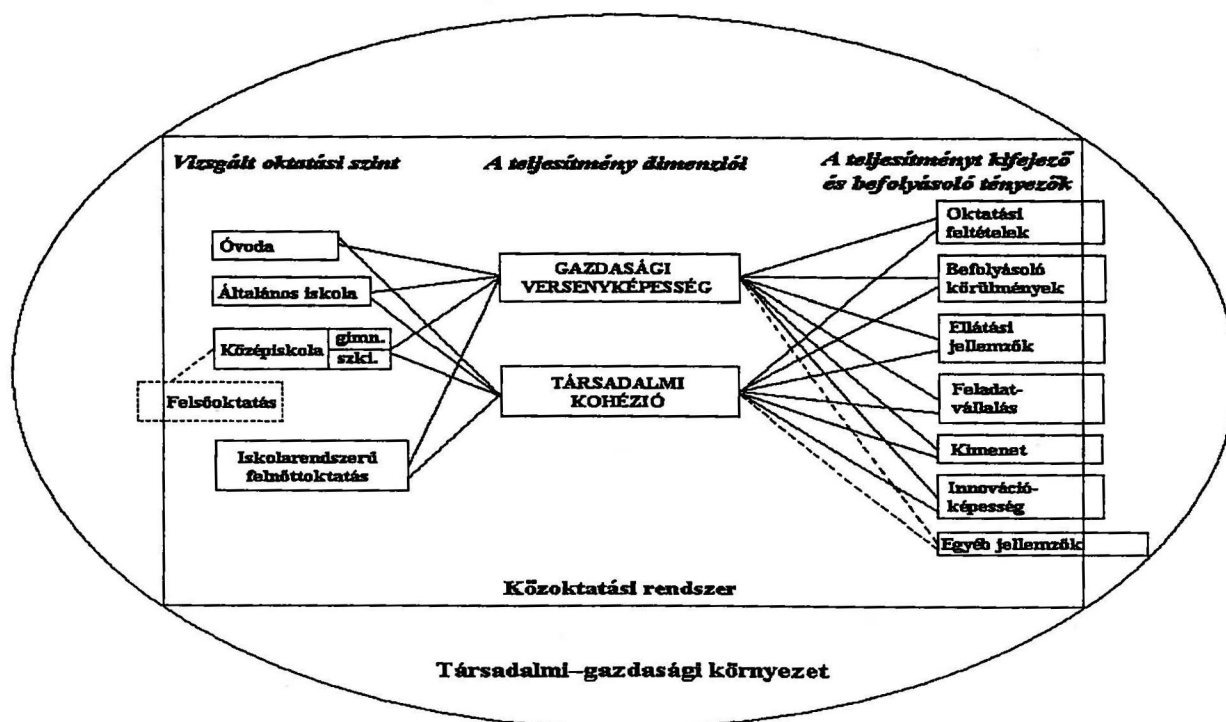 Vizsgált oktatási szint
A teljesítmény dimenziói
A teljesítményt kifejező
és befolyásoló tényezők
Óvoda
Általános iskola
Középiskola
gimn.
szki.
Felsőoktatás
Iskolarendszerű
felnőttoktatás
GAZDASÁGI
VERSENYKÉPESSÉG
TÁRSADALMI
KOHÉZIÓ
Oktatási
feltételek
Befolyásoló
körülmények
Ellátási
jellemzők
Feladat-
vállalás
Kimenet
Innováció-
képesség
Egyéb jellemzők
Közoktatási rendszer
Társadalmi–gazdasági környezet